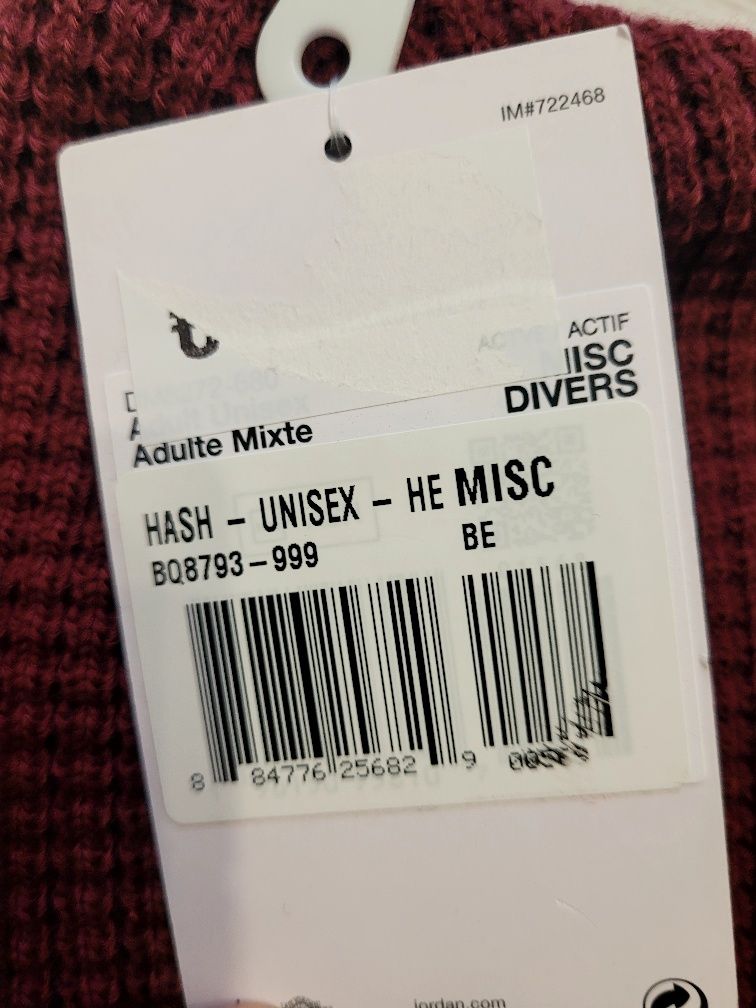 IM#722468
ACTIF
MISC
DIVERS
Adulte Mixte
HASH - UNISEX - HE MISC
BQ8793-999 BE
8 84776 25682 9
jordan.com